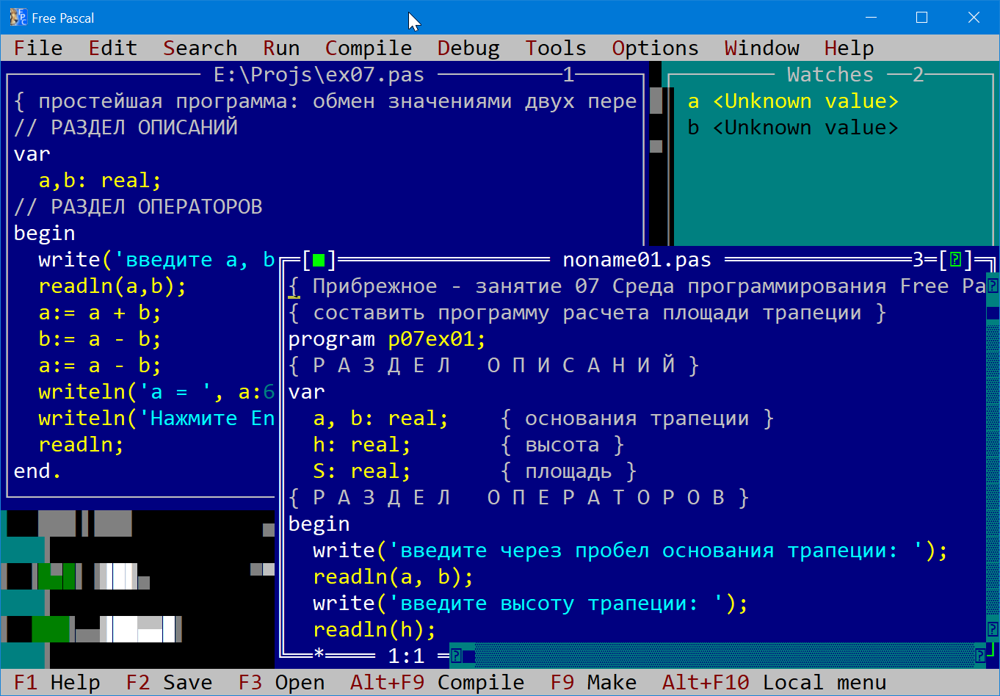 Free Pascal
File Edit Search Run Compile Debug Tools Options Window Help
E:\Projs\ex07.pas 1
{ простейшая программа: обмен значениями двух пере
// РАЗДЕЛ ОПИСАНИЙ
var
a,b: real;
// РАЗДЕЛ ОПЕРАТОРОВ
begin
write('введите a, b
readln(a,b);
a:= a + b;
b:= a - b;
a:= a - b;
writeln('a = ', a:6
writeln('Нажмите En
readln;
end.
Watches 2
a <Unknown value>
b <Unknown value>
[■] noname01.pas 3 [?]
{ Прибрежное - занятие 07 Среда программирования Free Pa
{ составить программу расчета площади трапеции }
program p07ex01;
{ Р А З Д Е Л   О П И С А Н И Й }
var
a, b: real; { основания трапеции }
h: real; { высота }
S: real; { площадь }
{ Р А З Д Е Л   О П Е Р А Т О Р О В }
begin
write('введите через пробел основания трапеции: ');
readln(a, b);
write('введите высоту трапеции: ');
readln(h);
* 1:1
F1 Help F2 Save F3 Open Alt+F9 Compile F9 Make Alt+F10 Local menu